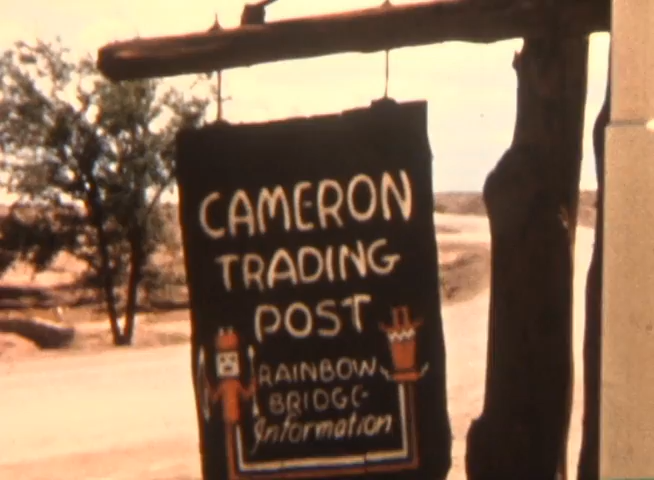 CAMERON
TRADING
POST
RAINBOW
BRIDGE-
Information